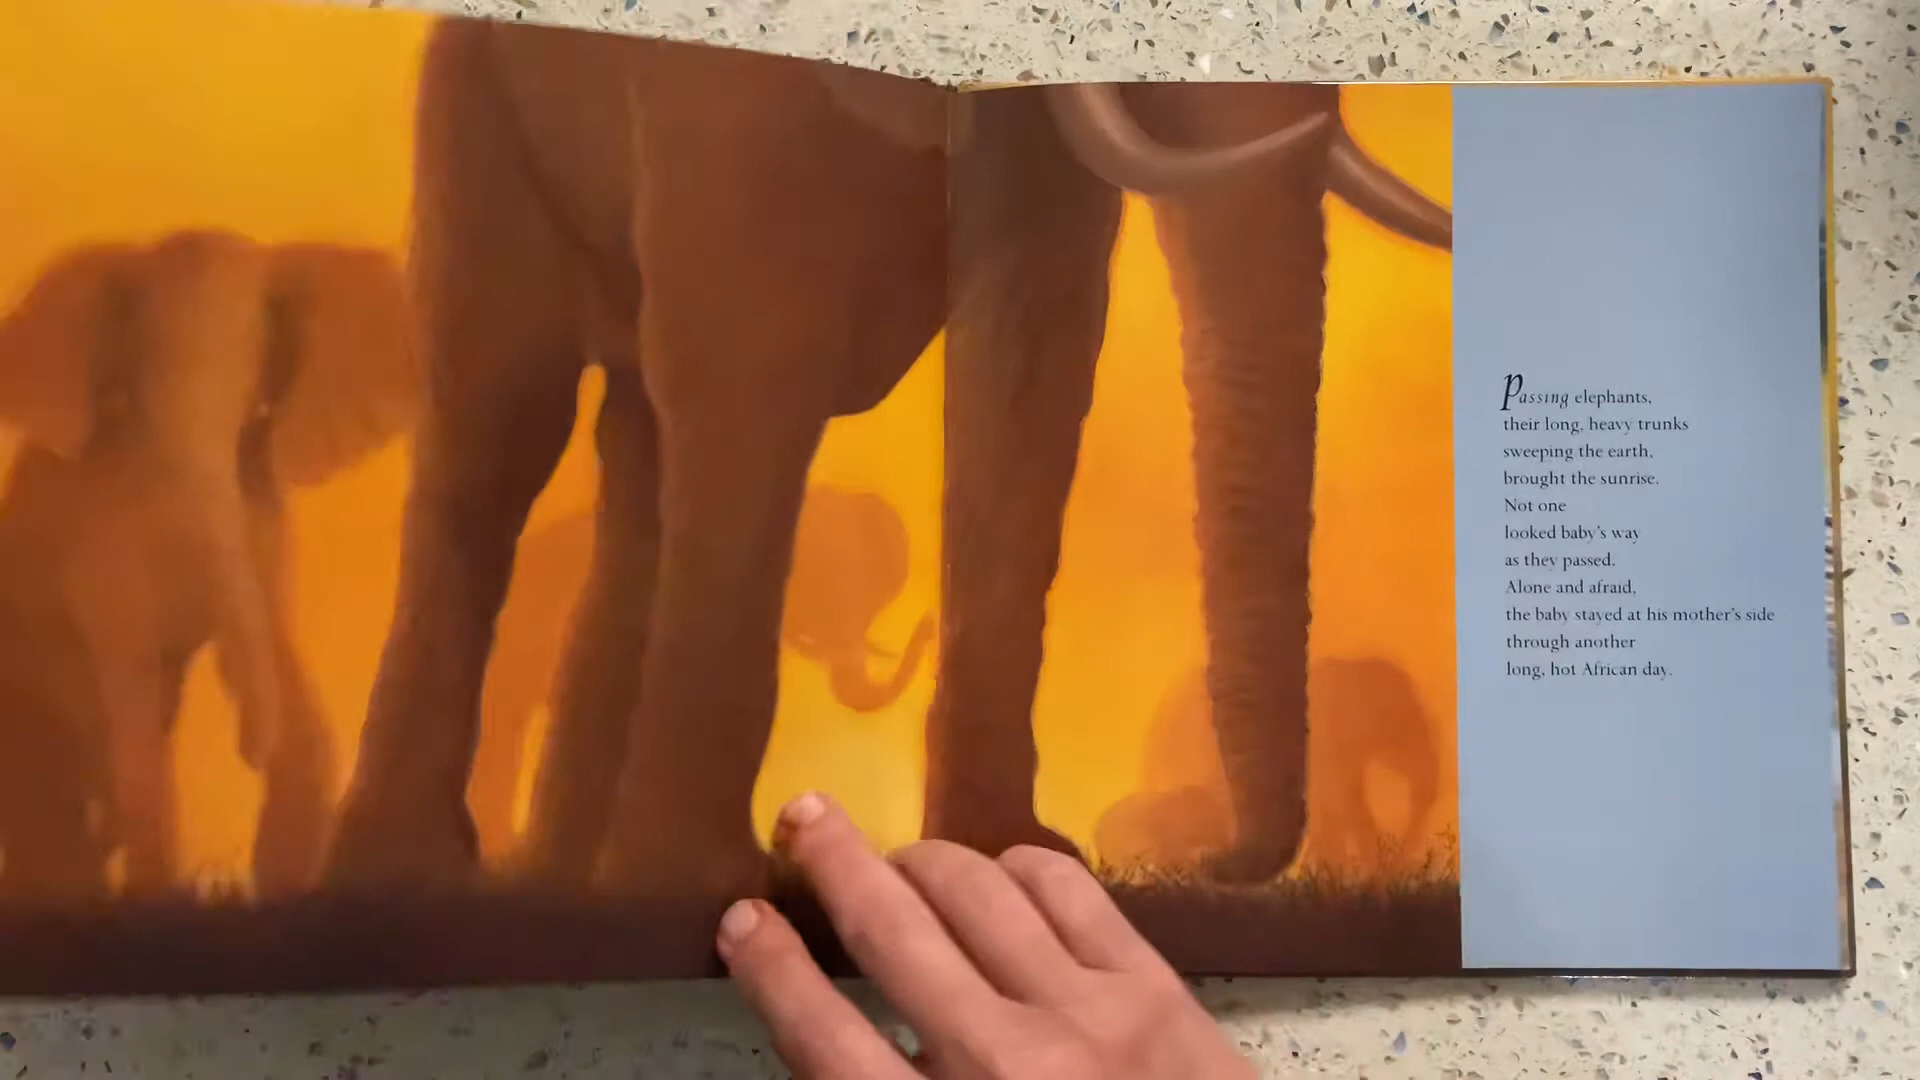 Passing elephants,
their long, heavy trunks
sweeping the earth,
brought the sunrise.
Not one
looked baby's way
as they passed.
Alone and afraid,
the baby stayed at his mother's side
through another
long, hot African day.